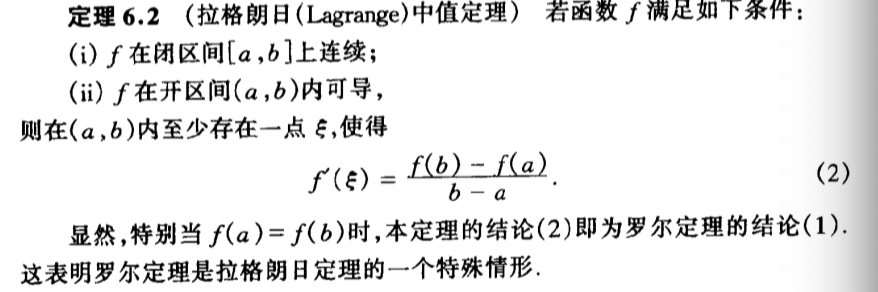 定理 6.2 (拉格朗日(Lagrange)中值定理) 若函数 f 满足如下条件:
(i) f 在闭区间[a,b]上连续;
(ii) f 在开区间(a,b)内可导,
则在(a,b)内至少存在一点 ξ,使得
f′(ξ) = \frac{f(b) - f(a)}{b - a}. (2)
显然,特别当 f(a)= f(b)时,本定理的结论(2)即为罗尔定理的结论(1).
这表明罗尔定理是拉格朗日定理的一个特殊情形.